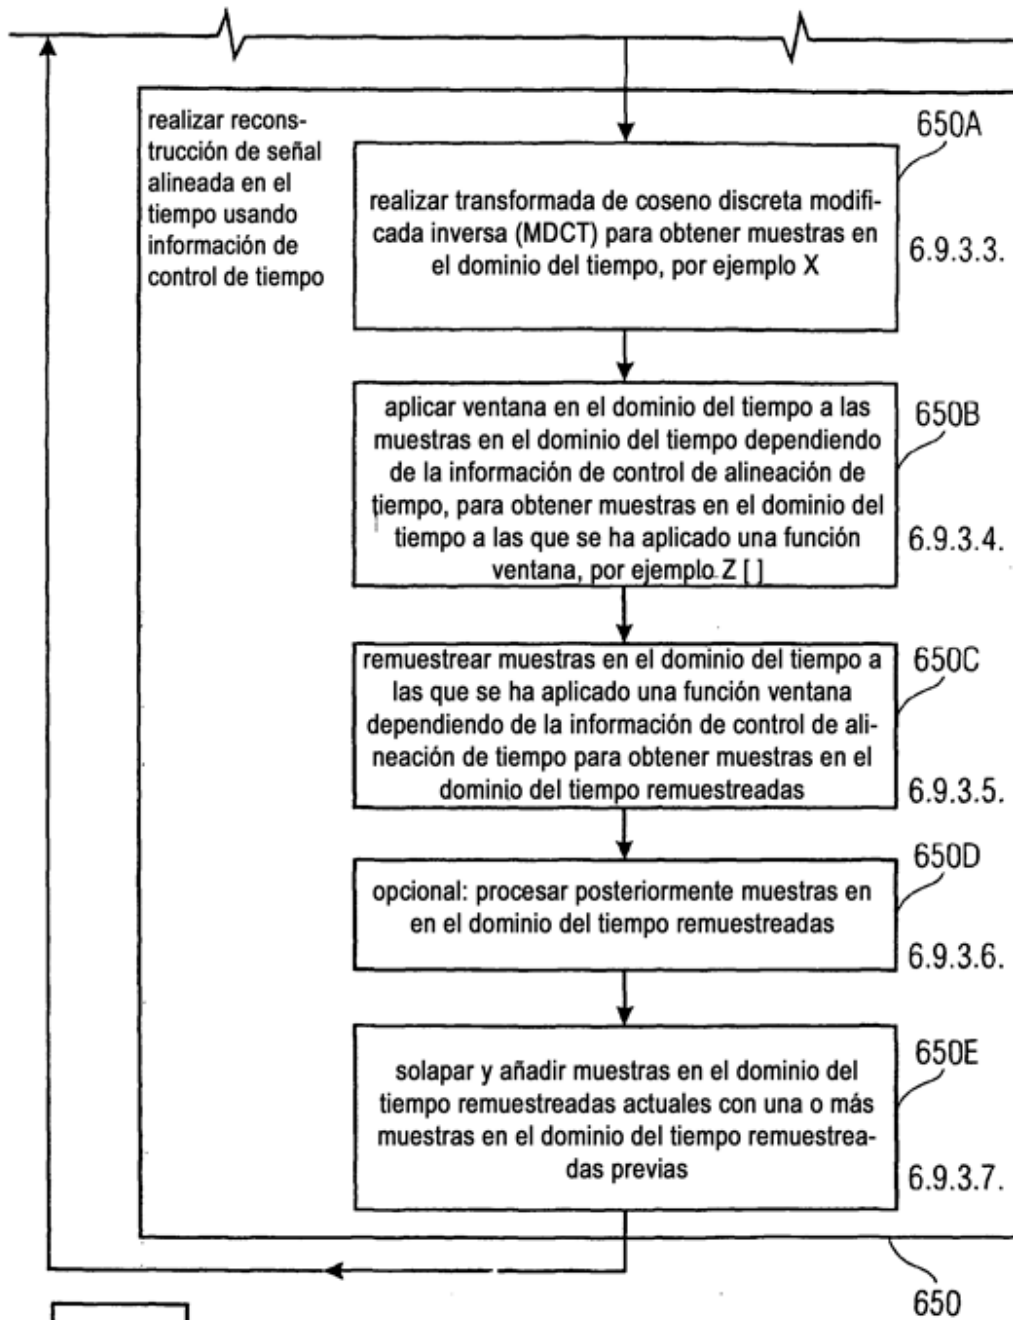 realizar recons-
trucción de señal
alineada en el
tiempo usando
información de
control de tiempo
650A
realizar transformada de coseno discreta modifi-
cada inversa (MDCT) para obtener muestras en
el dominio del tiempo, por ejemplo X
6.9.3.3.
650B
aplicar ventana en el dominio del tiempo a las
muestras en el dominio del tiempo dependiendo
de la información de control de alineación de
tiempo, para obtener muestras en el dominio del
tiempo a las que se ha aplicado una función
ventana, por ejemplo Z [ ]
6.9.3.4.
650C
remuestrear muestras en el dominio del tiempo a
las que se ha aplicado una función ventana
dependiendo de la información de control de ali-
neación de tiempo para obtener muestras en el
dominio del tiempo remuestreadas
6.9.3.5.
650D
opcional: procesar posteriormente muestras en
en el dominio del tiempo remuestreadas
6.9.3.6.
650E
solapar y añadir muestras en el dominio del
tiempo remuestreadas actuales con una o más
muestras en el dominio del tiempo remuestrea-
das previas
6.9.3.7.
650